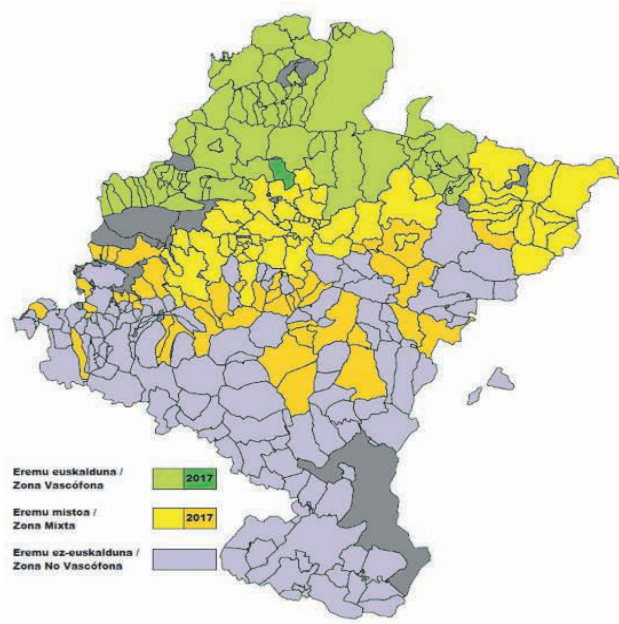 Eremu euskalduna /
Zona Vascófona
2017
Eremu mistoa /
Zona Mixta
2017
Eremu ez-euskalduna /
Zona No Vascófona